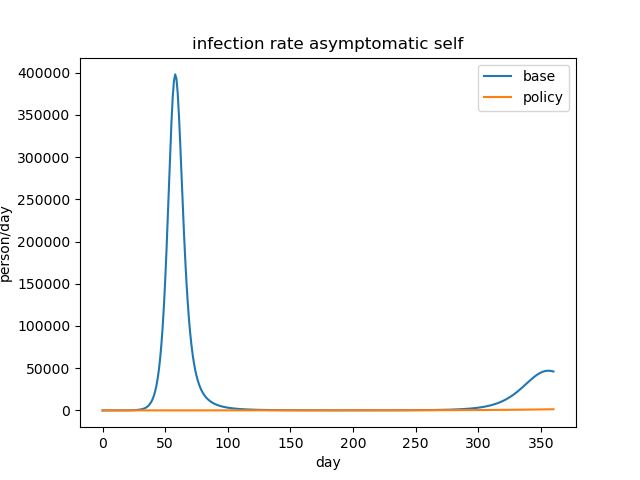 infection rate asymptomatic self
base
policy
person/day
400000
350000
300000
250000
200000
150000
100000
50000
0
0 50 100 150 200 250 300 350
day